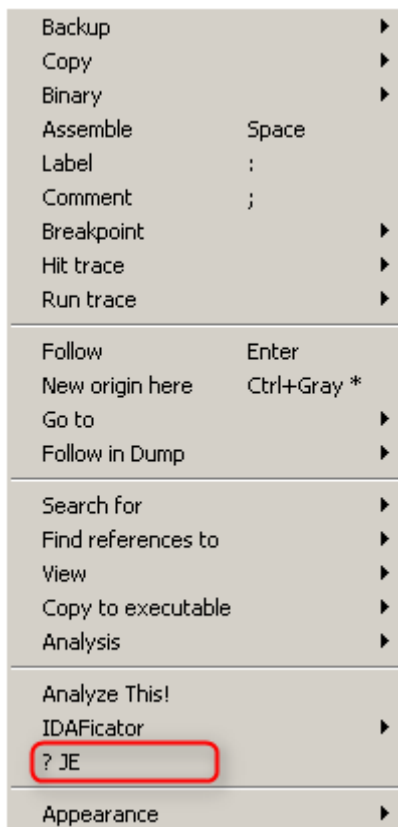 Backup
Copy
Binary
Assemble Space
Label :
Comment ;
Breakpoint
Hit trace
Run trace
Follow Enter
New origin here Ctrl+Gray *
Go to
Follow in Dump
Search for
Find references to
View
Copy to executable
Analysis
Analyze This!
IDAFicator
? JE
Appearance